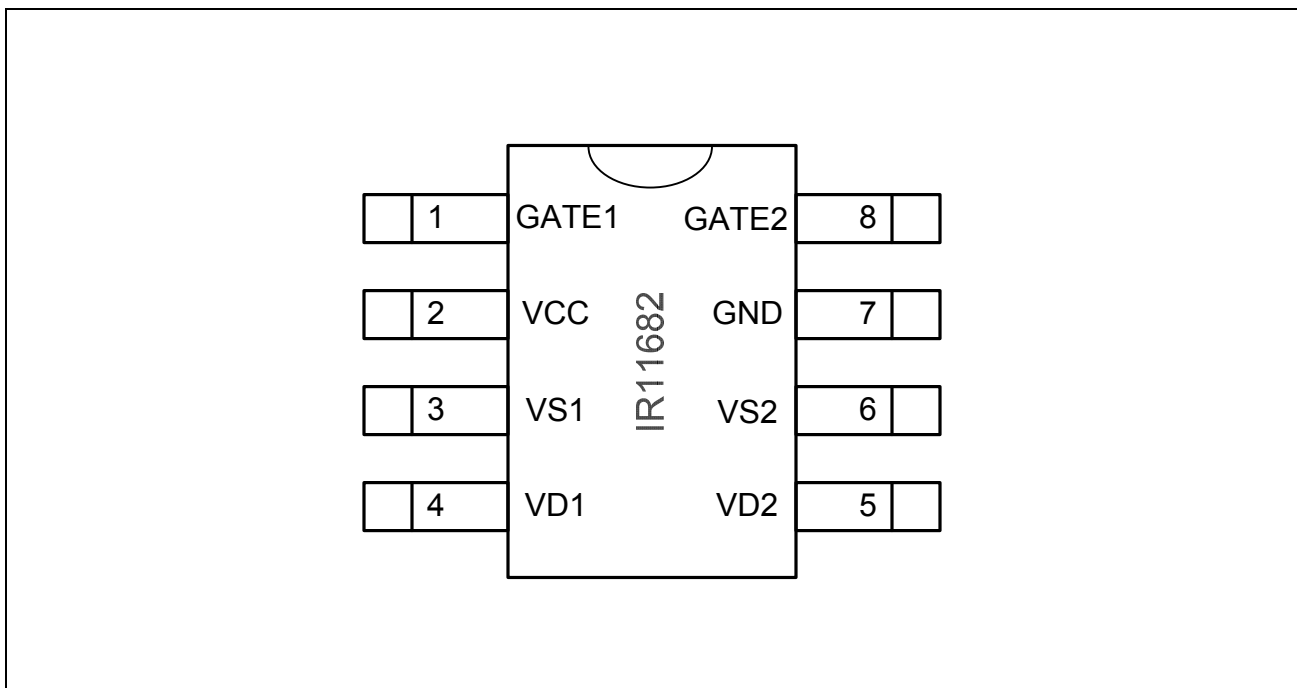 1 GATE1 GATE2 8
2 VCC GND 7
IR11682
3 VS1 VS2 6
4 VD1 VD2 5